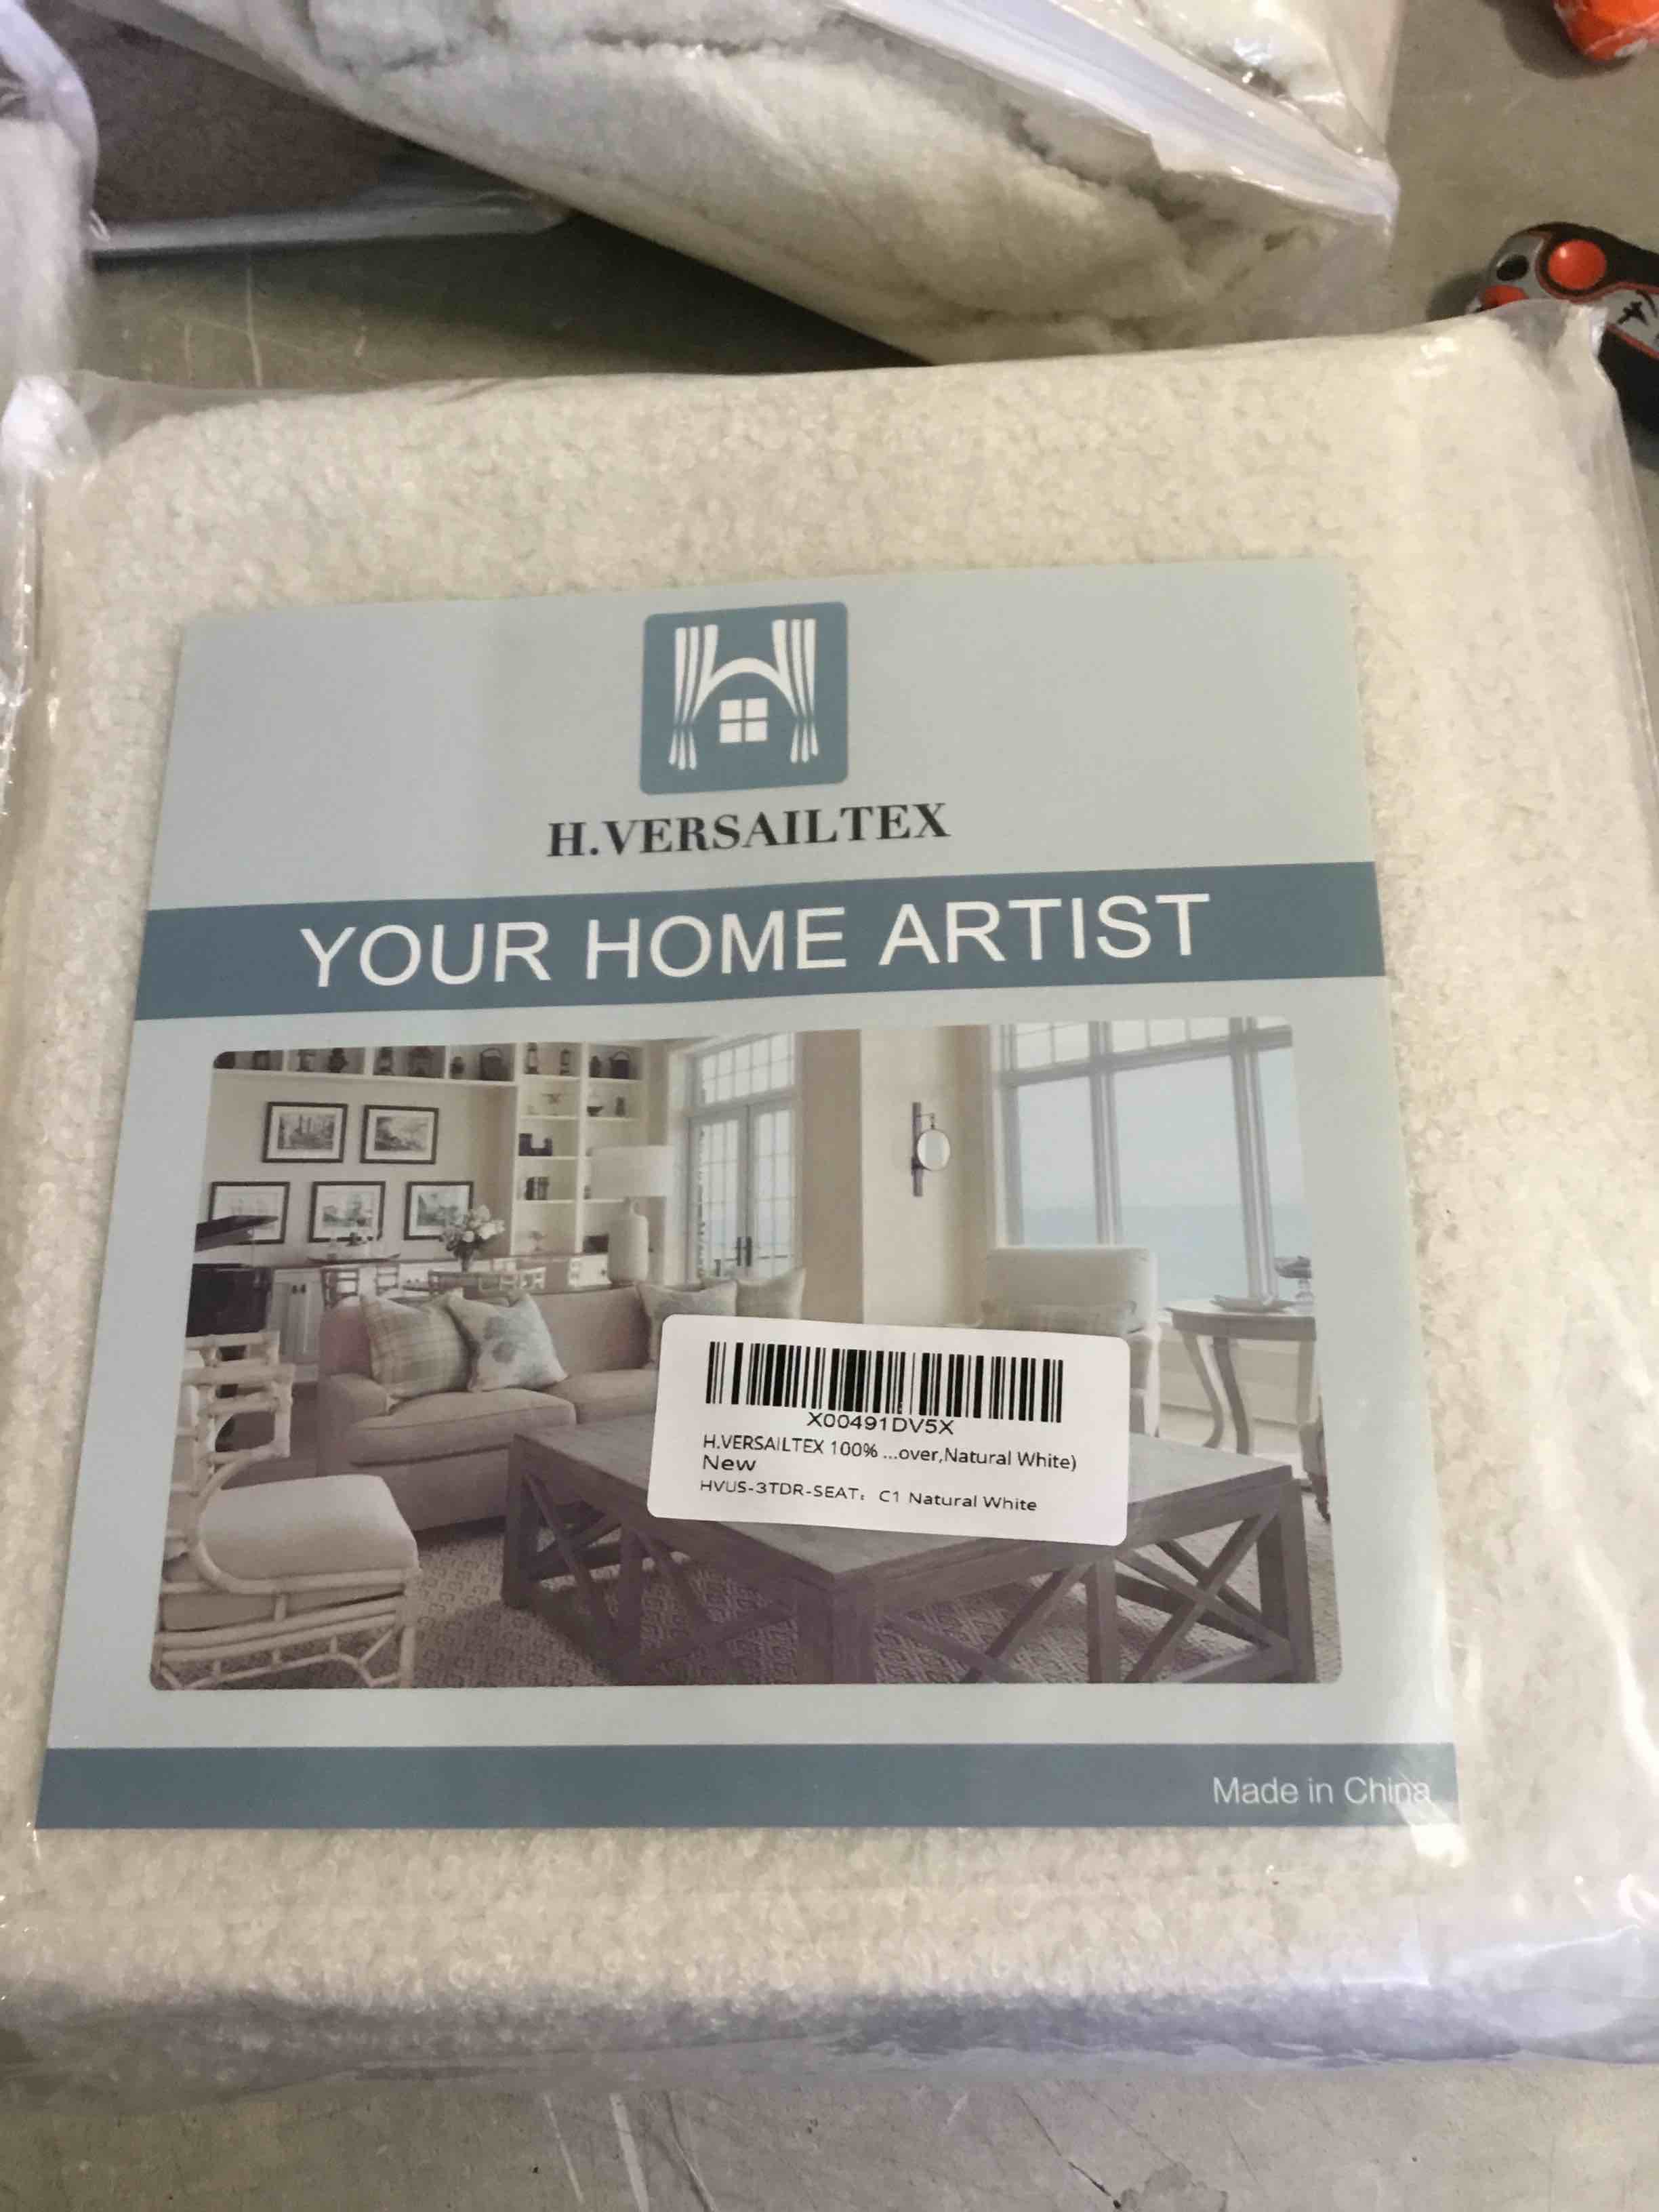 H.VERSAILTEX
YOUR HOME ARTIST
X00491DV5X
H.VERSAILTEX 100% ...over,Natural White)
New
HVUS-3TDR-SEAT，C1 Natural White
Made in China